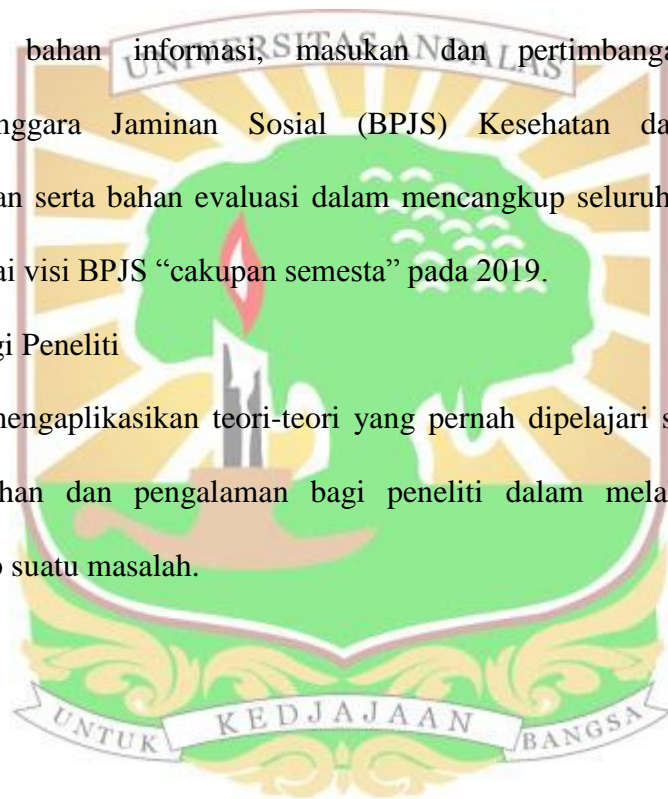 UNIVERSITAS ANDALAS
bahan informasi, masukan dan pertimbanga
nggara Jaminan Sosial (BPJS) Kesehatan da
an serta bahan evaluasi dalam mencangkup seluruh
ai visi BPJS “cakupan semesta” pada 2019.
gi Peneliti
mengaplikasikan teori-teori yang pernah dipelajari s
han dan pengalaman bagi peneliti dalam mela
suatu masalah.
UNTUK KEDJAJAAN BANGSA